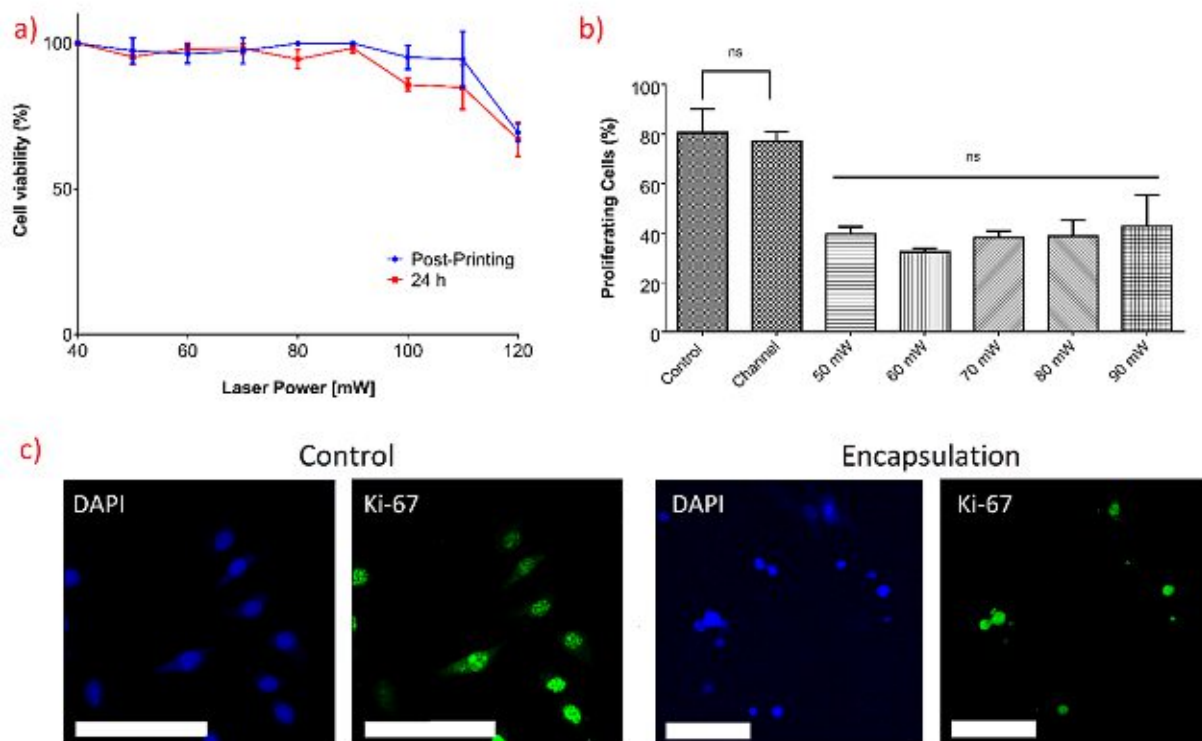 a)
100
50
0
Cell viability (%)
Post-Printing
24 h
40 60 80 100 120
Laser Power [mW]
b)
ns
ns
100
80
60
40
20
0
Proliferating Cells (%)
Control
Channel
50 mW
60 mW
70 mW
80 mW
90 mW
c)
Control
Encapsulation
DAPI
Ki-67
DAPI
Ki-67